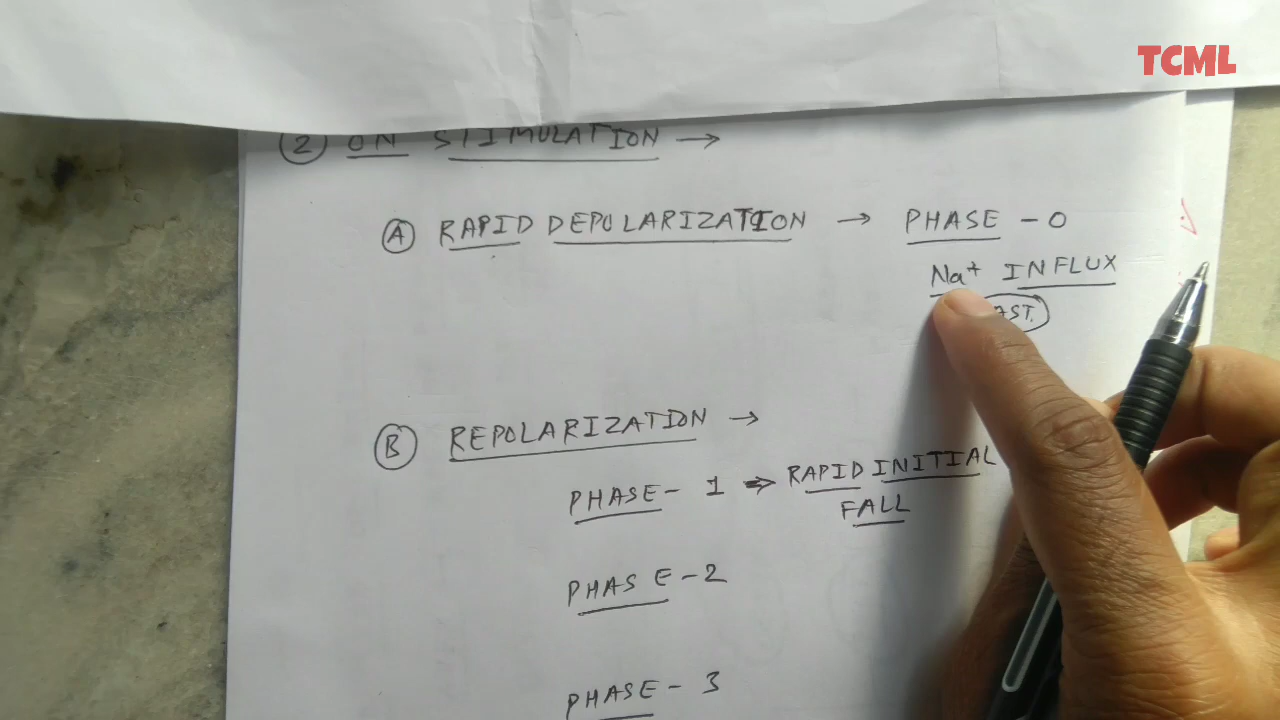 TCML
② ON STIMULATION →
Ⓐ RAPID DEPOLARIZATION → PHASE - 0
Na+ INFLUX
Ⓑ REPOLARIZATION →
PHASE - 1 ⇒ RAPID INITIAL
FALL
PHASE - 2
PHASE - 3